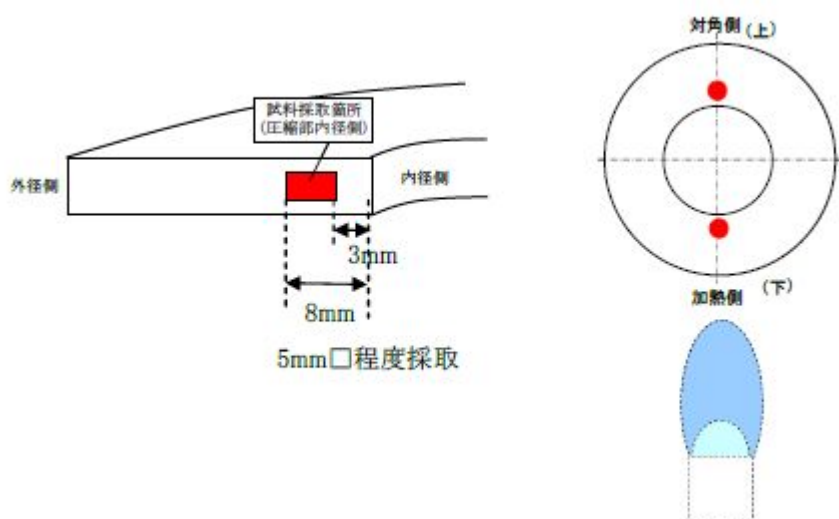 対角側(上)
試料採取箇所
(圧縮部内径側)
外径側
内径側
3mm
8mm
5mm□程度採取
(下)
加熱側